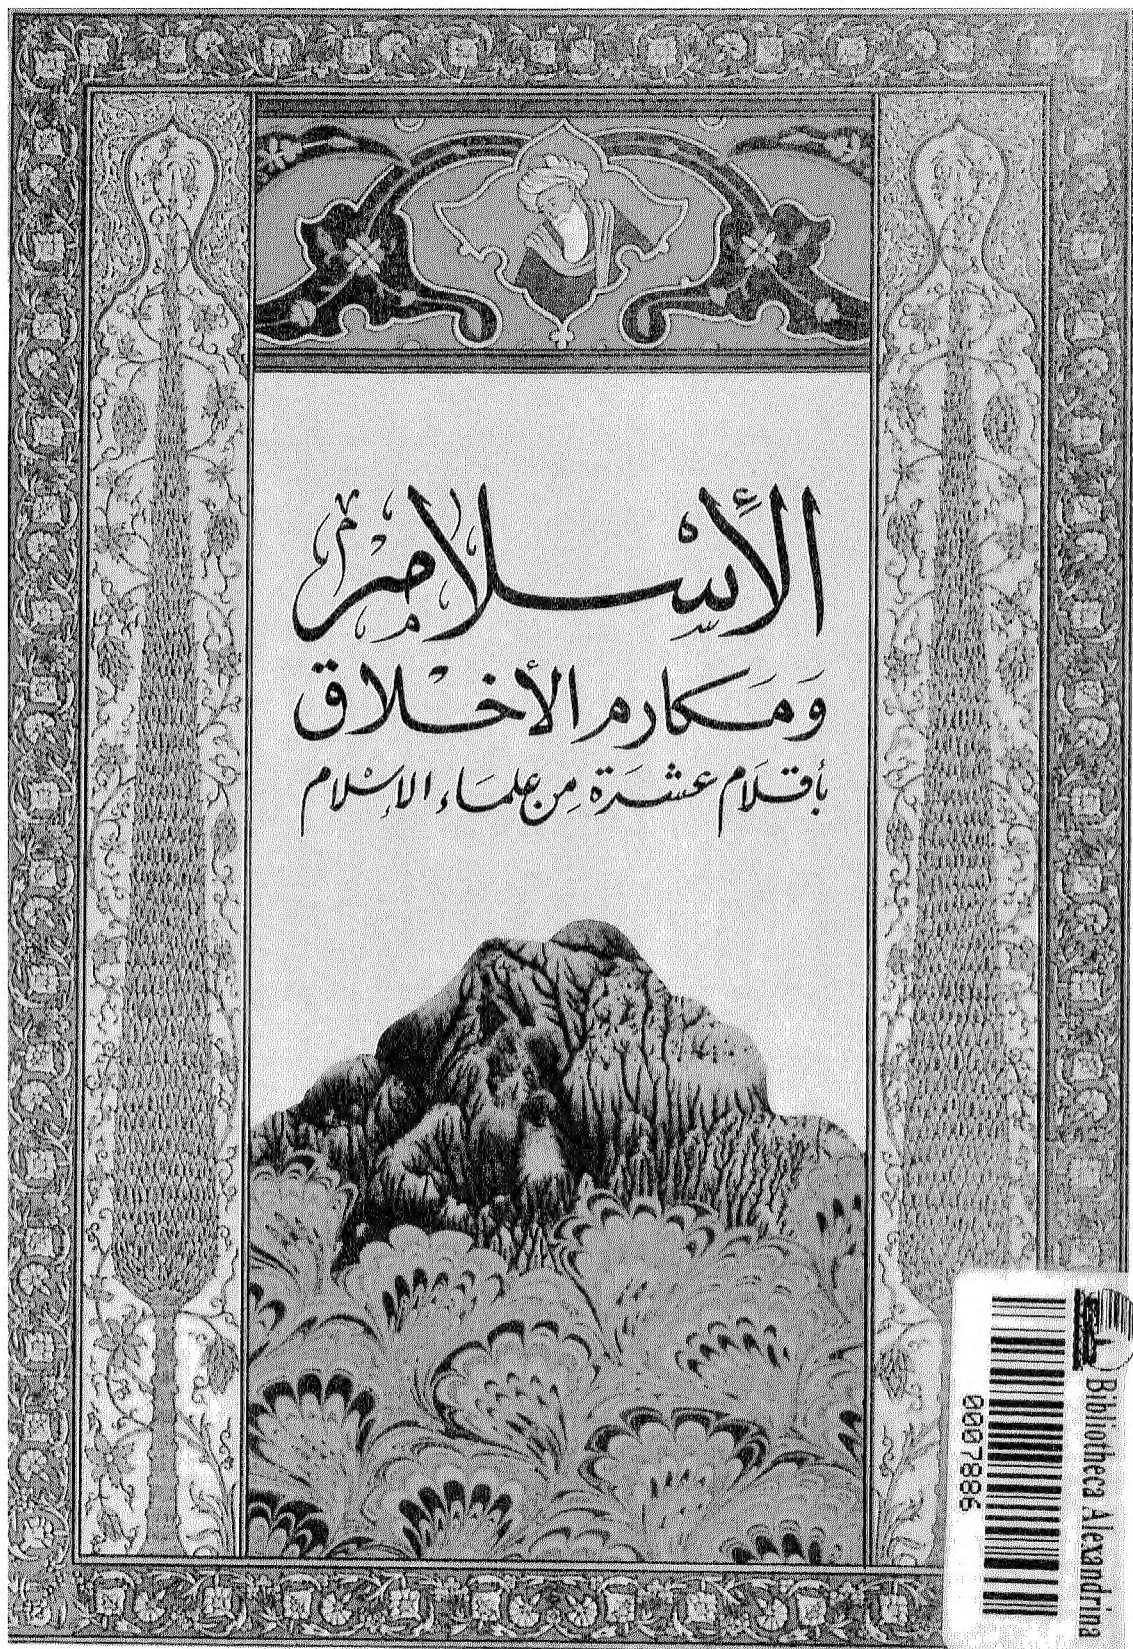 الإسلام
ومكارم الأخلاق
بأقلام عشرة من علماء الإسلام
Bibliotheca Alexandrina
0007886